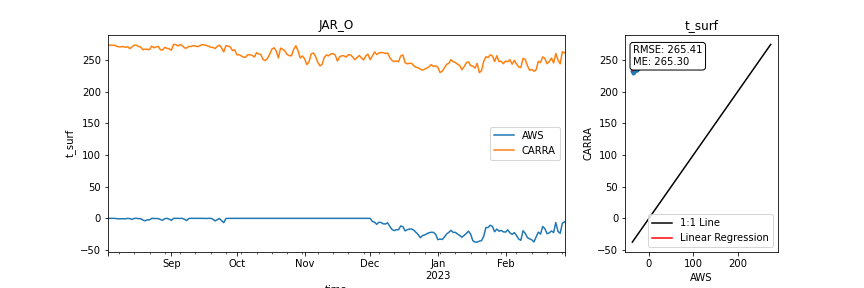 JAR_O
t_surf
250
200
150
100
50
0
−50
t_surf
AWS
CARRA
Sep
Oct
Nov
Dec
Jan
2023
Feb
time
t_surf
RMSE: 265.41
ME: 265.30
250
200
150
100
50
0
−50
CARRA
1:1 Line
Linear Regression
0
100
200
AWS